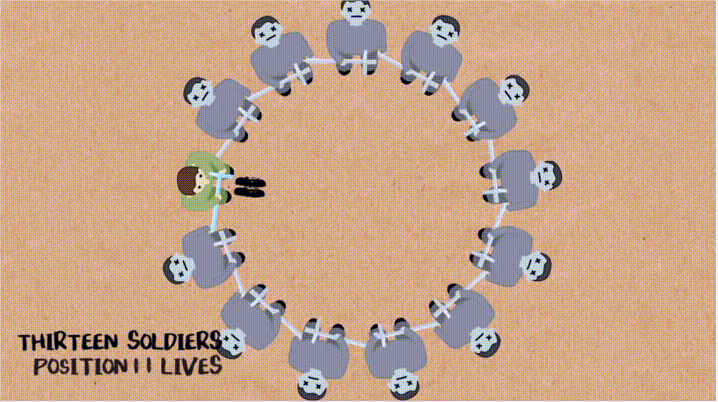 THIRTEEN SOLDIERS
POSITION 11 LIVES